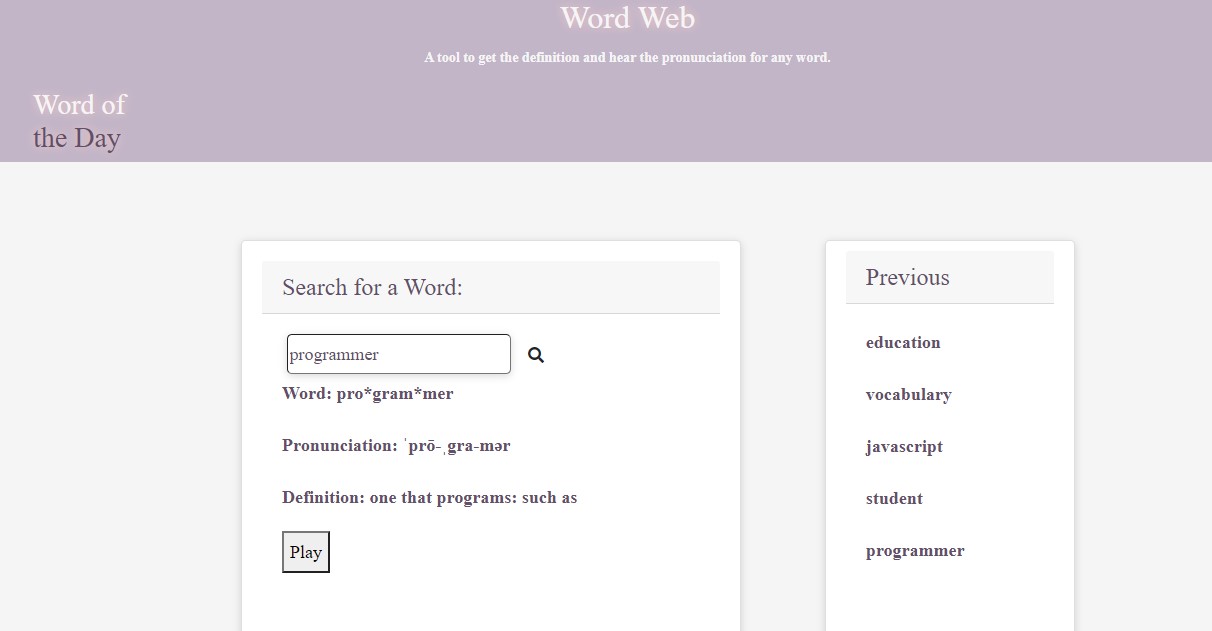 Word Web
A tool to get the definition and hear the pronunciation for any word.
Word of
the Day
Search for a Word:
programmer
Word: pro*gram*mer
Pronunciation: ˈprō-ˌgra-mər
Definition: one that programs: such as
Play
Previous
education
vocabulary
javascript
student
programmer